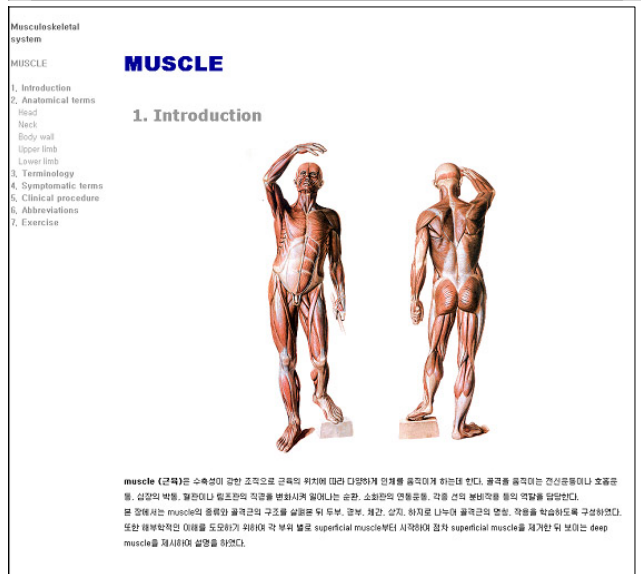 Musculoskeletal
system
MUSCLE
1. Introduction
2. Anatomical terms
Head
Neck
Body wall
Upper limb
Lower limb
3. Terminology
4. Symptomatic terms
5. Clinical procedure
6. Abbreviations
7. Exercise
MUSCLE
1. Introduction
muscle (근육)은 수축성이 강한 조직으로 근육의 위치에 따라 다양하게 인체를 움직이게 하는데 한다. 골격을 움직이는 전신운동이나 호흡운
동, 심장의 박동, 혈관이나 림프관의 직경을 변화시켜 일어나는 순환, 소화관의 연동운동, 각종 선의 분비작용 등의 역할을 담당한다.
본 장에서는 muscle의 종류와 골격근의 구조를 살펴본 뒤 두부, 경부, 체간, 상지, 하지로 나누어 골격근의 명칭, 작용을 학습하도록 구성하였다.
또한 해부학적인 이해를 도모하기 위하여 각 부위 별로 superficial muscle부터 시작하여 점차 superficial muscle을 제거한 뒤 보이는 deep
muscle을 제시하여 설명을 하였다.